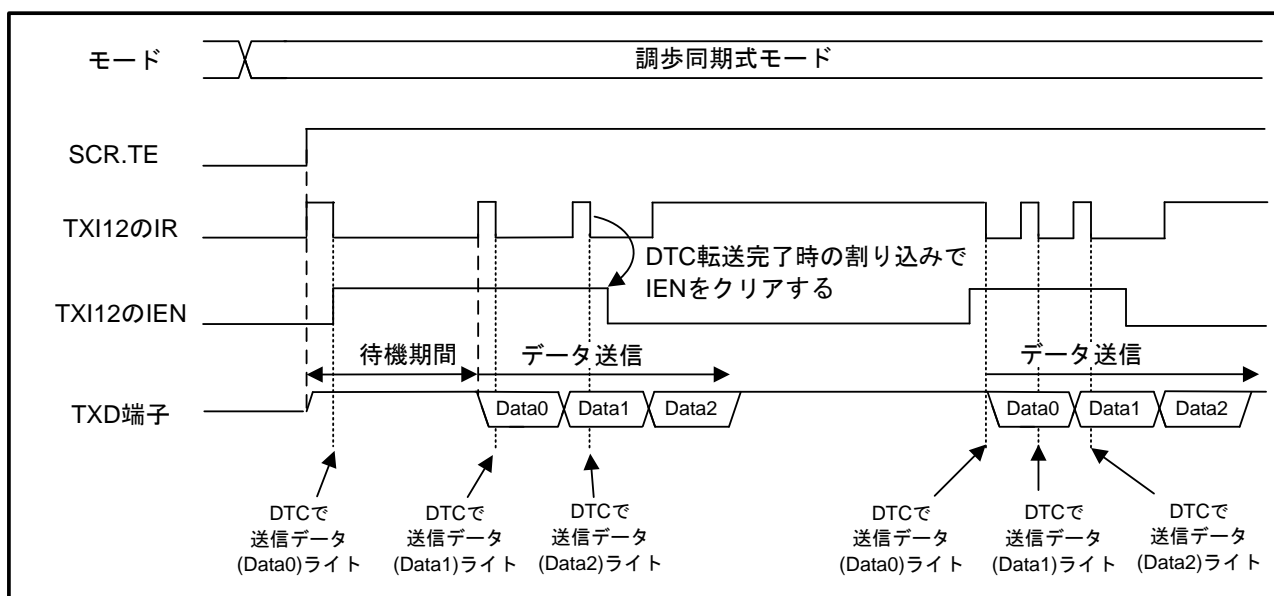 モード
調歩同期式モード
SCR.TE
TXI12のIR
DTC転送完了時の割り込みで
IENをクリアする
TXI12のIEN
待機期間
データ送信
データ送信
TXD端子
Data0
Data1
Data2
Data0
Data1
Data2
DTCで
送信データ
(Data0)ライト
DTCで
送信データ
(Data1)ライト
DTCで
送信データ
(Data2)ライト
DTCで
送信データ
(Data0)ライト
DTCで
送信データ
(Data1)ライト
DTCで
送信データ
(Data2)ライト